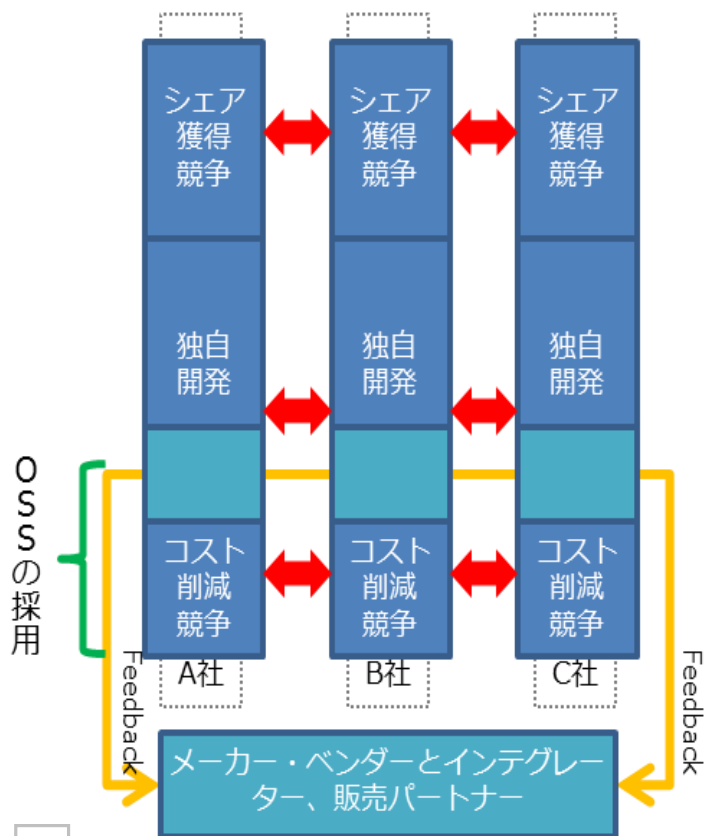 シェア
獲得
競争
シェア
獲得
競争
シェア
獲得
競争
独自
開発
独自
開発
独自
開発
OSSの採用
コスト
削減
競争
コスト
削減
競争
コスト
削減
競争
A社
B社
C社
Feedback
Feedback
メーカー・ベンダーとインテグレー
ター、販売パートナー